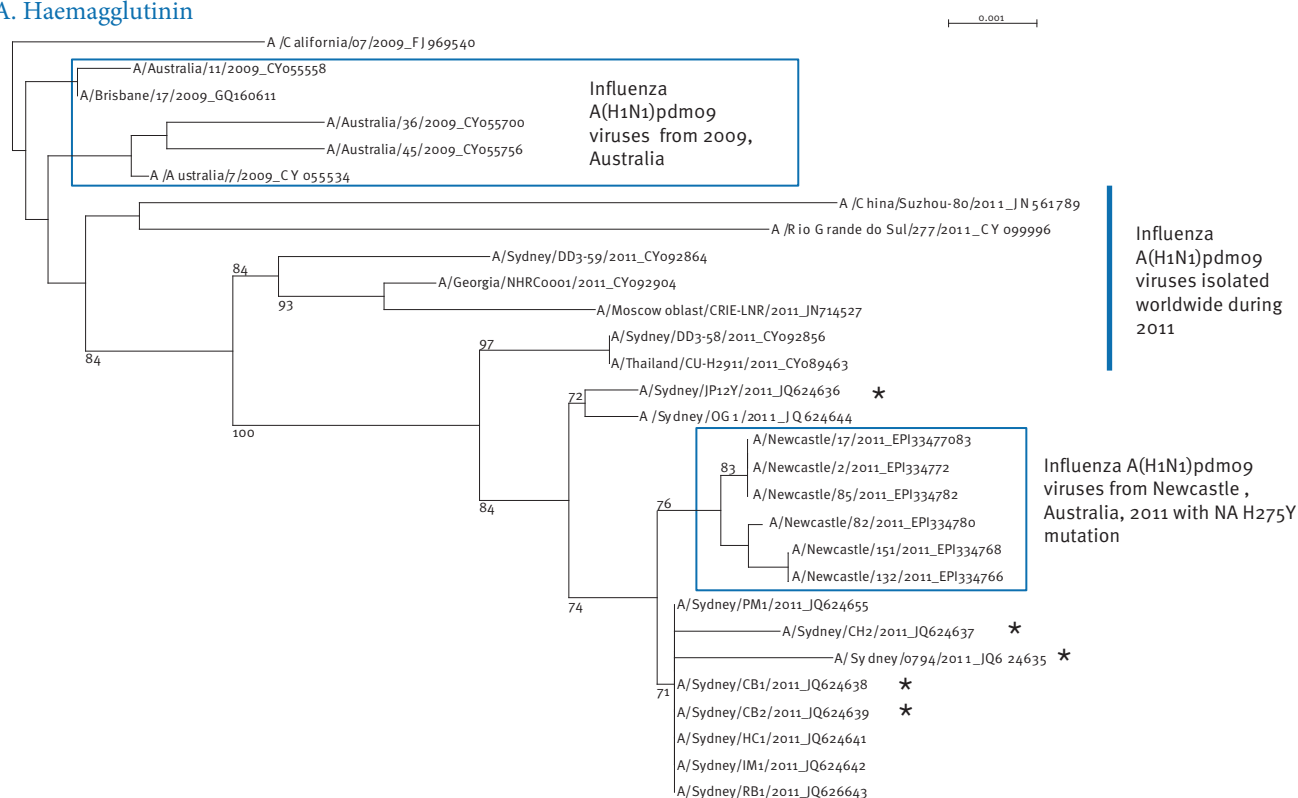 A. Haemagglutinin
0.001
A /California/07/2009_FJ969540
A/Australia/11/2009_CY055558
A/Brisbane/17/2009_GQ160611
A/Australia/36/2009_CY055700
A/Australia/45/2009_CY055756
A /A ustralia/7/2009_CY 055534
Influenza
A(H1N1)pdm09
viruses from 2009,
Australia
A /C hina/Suzhou-80/2011_JN 561789
A /R io G rande do Sul/277/2011_CY 099996
84
A/Sydney/DD3-59/2011_CY092864
A/Georgia/NHRC0001/2011_CY092904
93
A/Moscow oblast/CRIE-LNR/2011_JN714527
97
A/Sydney/DD3-58/2011_CY092856
84
A/Thailand/CU-H2911/2011_CY089463
Influenza
A(H1N1)pdm09
viruses isolated
worldwide during
2011
72
A/Sydney/JP12Y/2011_JQ624636 *
A /Sydney/OG 1/2011_JQ 624644
100
A/Newcastle/17/2011_EPI33477083
83
A/Newcastle/2/2011_EPI334772
A/Newcastle/85/2011_EPI334782
76
84
A/Newcastle/82/2011_EPI334780
A/Newcastle/151/2011_EPI334768
A/Newcastle/132/2011_EPI334766
Influenza A(H1N1)pdm09
viruses from Newcastle ,
Australia, 2011 with NA H275Y
mutation
74
A/Sydney/PM1/2011_JQ624655
A/Sydney/CH2/2011_JQ624637 *
A/Sy dney/0794/2011_JQ6 24635 *
71
A/Sydney/CB1/2011_JQ624638 *
A/Sydney/CB2/2011_JQ624639 *
A/Sydney/HC1/2011_JQ624641
A/Sydney/IM1/2011_JQ624642
A/Sydney/RB1/2011_JQ626643